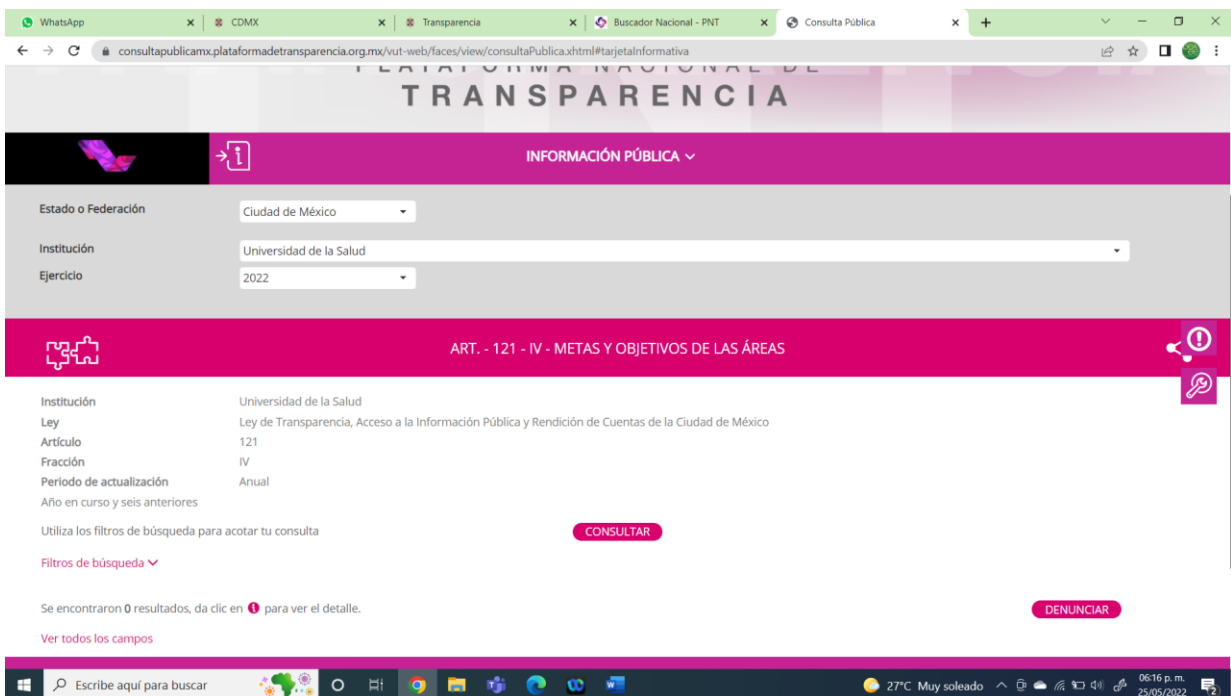 WhatsApp CDMX Transparencia Buscador Nacional - PNT Consulta Pública
consultapublicamx.plataformadetransparencia.org.mx/vut-web/faces/view/consultaPublica.xhtml#tarjetaInformativa
PLATAFORMA NACIONAL DE
TRANSPARENCIA
INFORMACIÓN PÚBLICA
Estado o Federación Ciudad de México
Institución Universidad de la Salud
Ejercicio 2022
ART. - 121 - IV - METAS Y OBJETIVOS DE LAS ÁREAS
Institución Universidad de la Salud
Ley Ley de Transparencia, Acceso a la Información Pública y Rendición de Cuentas de la Ciudad de México
Artículo 121
Fracción IV
Periodo de actualización Anual
Año en curso y seis anteriores
Utiliza los filtros de búsqueda para acotar tu consulta CONSULTAR
Filtros de búsqueda
Se encontraron 0 resultados, da clic en para ver el detalle. DENUNCIAR
Ver todos los campos
Escribe aquí para buscar 27°C Muy soleado 06:16 p. m.
25/05/2022